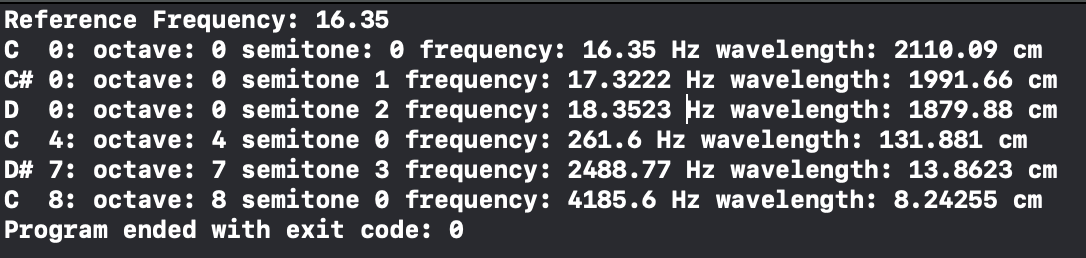 Reference Frequency: 16.35
C  0: octave: 0 semitone: 0 frequency: 16.35 Hz wavelength: 2110.09 cm
C# 0: octave: 0 semitone 1 frequency: 17.3222 Hz wavelength: 1991.66 cm
D  0: octave: 0 semitone 2 frequency: 18.3523 Hz wavelength: 1879.88 cm
C  4: octave: 4 semitone 0 frequency: 261.6 Hz wavelength: 131.881 cm
D# 7: octave: 7 semitone 3 frequency: 2488.77 Hz wavelength: 13.8623 cm
C  8: octave: 8 semitone 0 frequency: 4185.6 Hz wavelength: 8.24255 cm
Program ended with exit code: 0